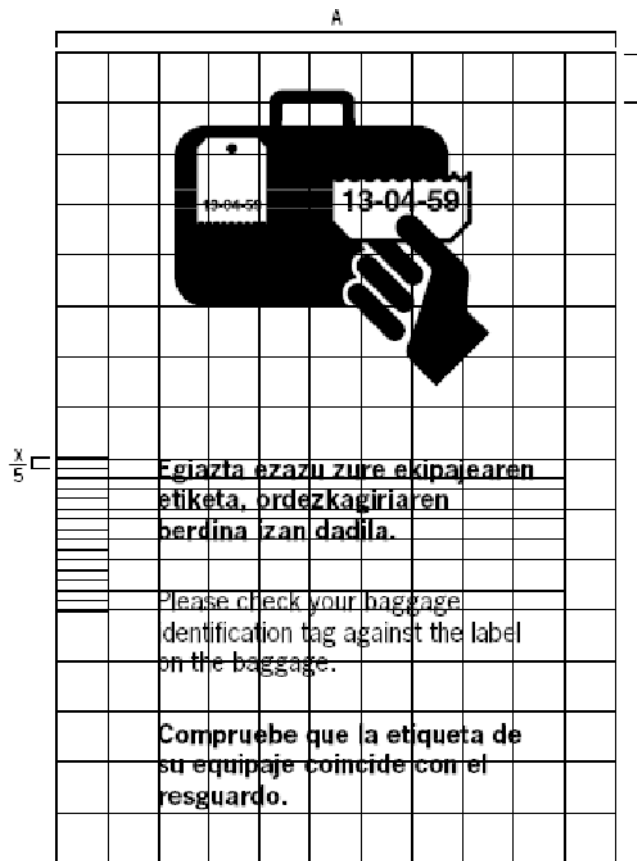 A
13-04-59
13-04-59
x
5
Egiazta ezazu zure ekipajearen
etiketa, ordezkagiriaren
berdina izan dadila.
Please check your baggage
identification tag against the label
on the baggage.
Compruebe que la etiqueta de
su equipaje coincide con el
resguardo.